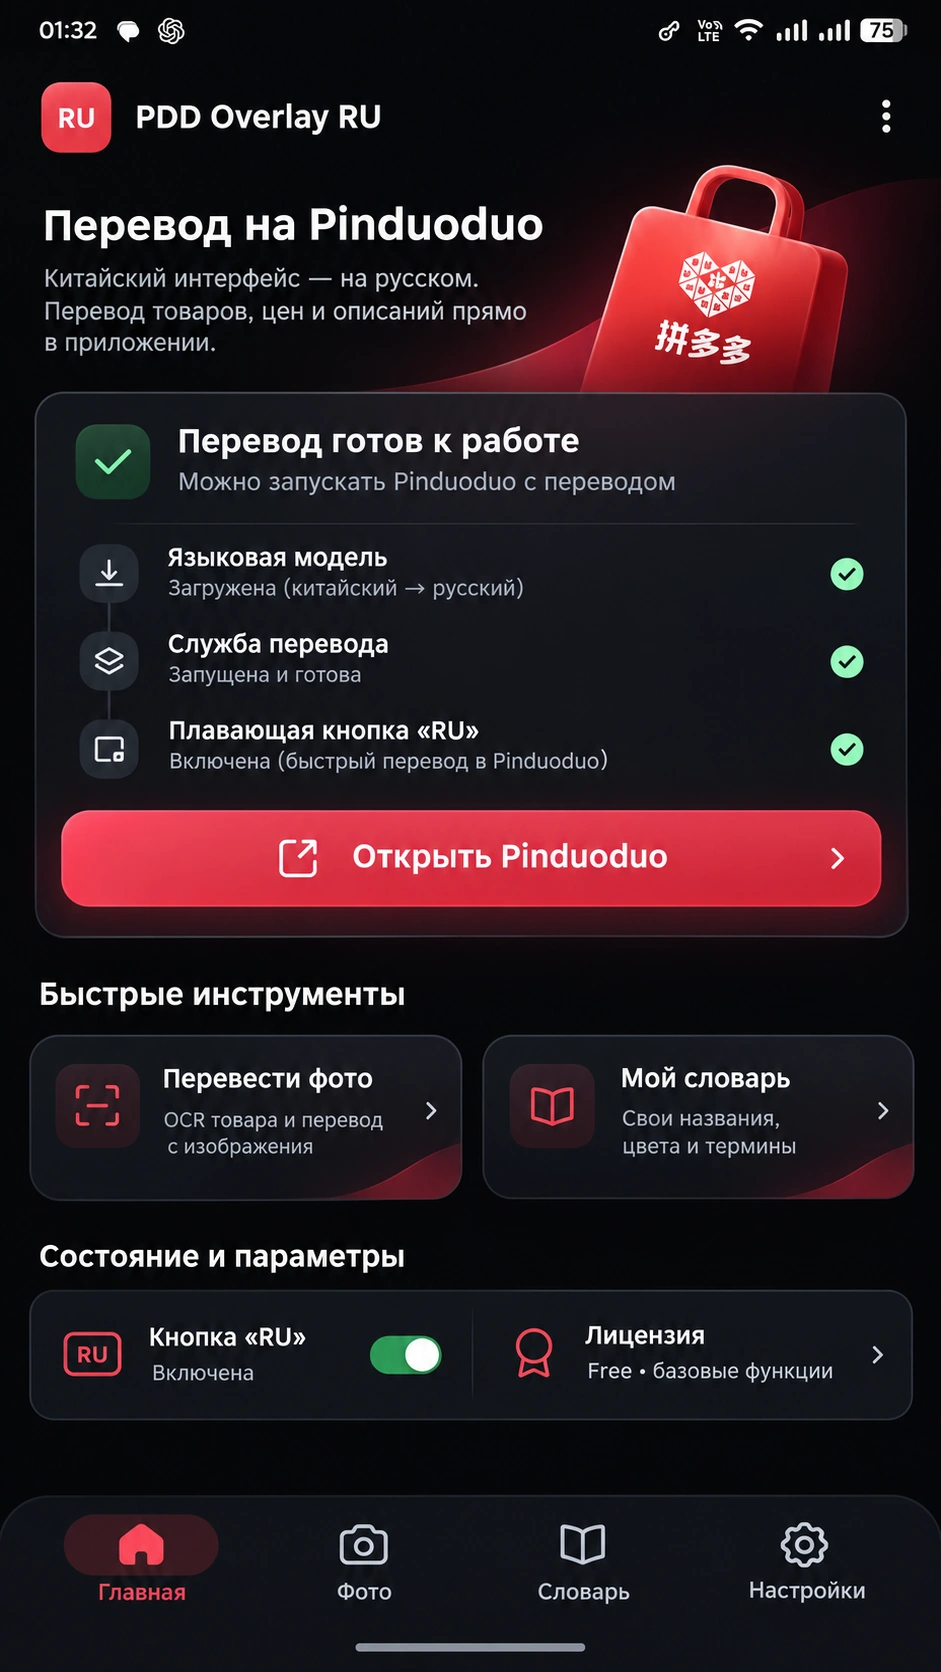 01:32
Vo LTE
75
RU
PDD Overlay RU
Перевод на Pinduoduo
Китайский интерфейс — на русском.
Перевод товаров, цен и описаний прямо
в приложении.
拼多多
Перевод готов к работе
Можно запускать Pinduoduo с переводом
Языковая модель
Загружена (китайский → русский)
Служба перевода
Запущена и готова
Плавающая кнопка «RU»
Включена (быстрый перевод в Pinduoduo)
Открыть Pinduoduo
Быстрые инструменты
Перевести фото
OCR товара и перевод
с изображения
Мой словарь
Свои названия,
цвета и термины
Состояние и параметры
RU
Кнопка «RU»
Включена
Лицензия
Free • базовые функции
Главная
Фото
Словарь
Настройки